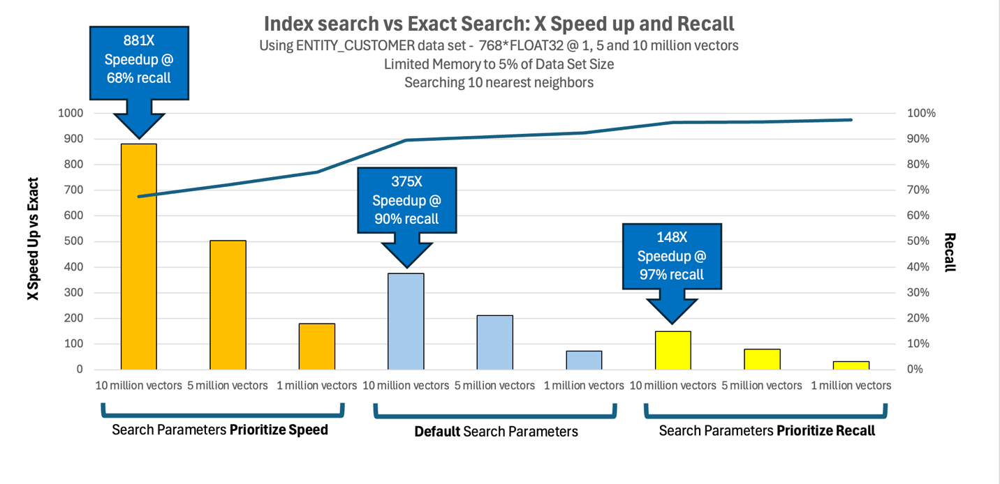 Index search vs Exact Search: X Speed up and Recall
Using ENTITY_CUSTOMER data set - 768*FLOAT32 @ 1, 5 and 10 million vectors
Limited Memory to 5% of Data Set Size
Searching 10 nearest neighbors
881X
Speedup @
68% recall
375X
Speedup @
90% recall
148X
Speedup @
97% recall
X Speed Up vs Exact
1000
900
800
700
600
500
400
300
200
100
0
100%
90%
80%
70%
60%
50%
40%
30%
20%
10%
0%
Recall
10 million vectors 5 million vectors 1 million vectors 10 million vectors 5 million vectors 1 million vectors 10 million vectors 5 million vectors 1 million vectors
Search Parameters Prioritize Speed
Default Search Parameters
Search Parameters Prioritize Recall